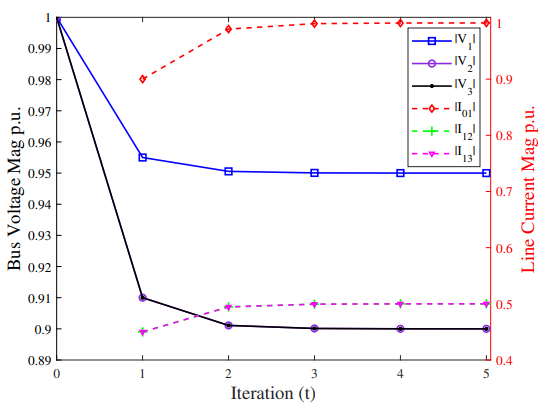 1
0.99
0.98
0.97
0.96
0.95
0.94
0.93
0.92
0.91
0.9
0.89
Bus Voltage Mag p.u.
0 1 2 3 4 5
Iteration (t)
|V1|
|V2|
|V3|
|I01|
|I12|
|I13|
1
0.9
0.8
0.7
0.6
0.5
0.4
Line Current Mag p.u.